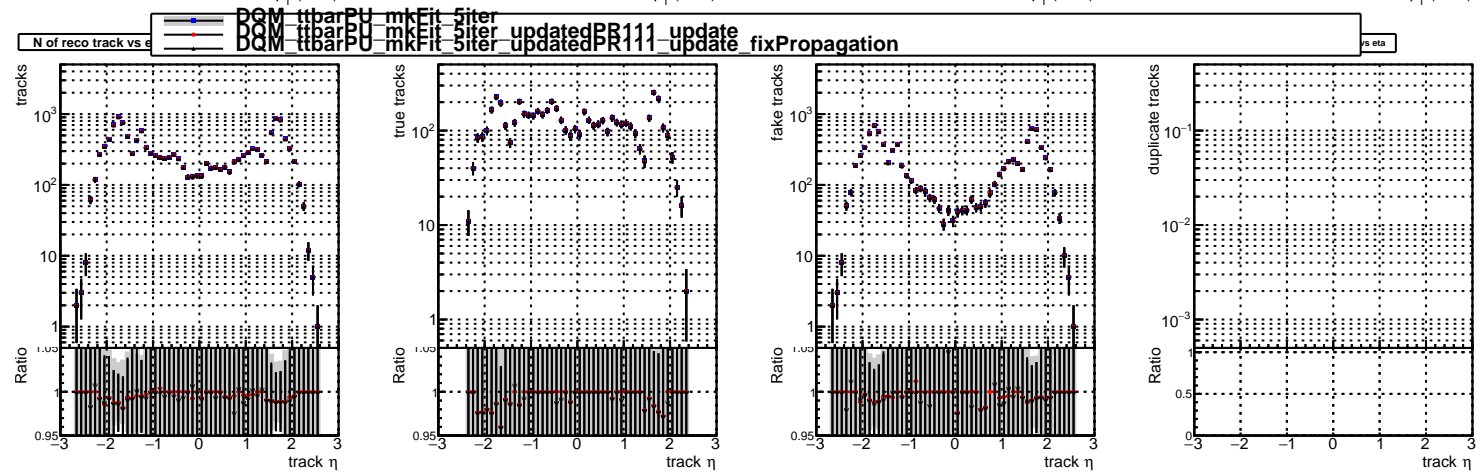 DQM_ttbarPU_mkFit_5iter
DQM_ttbarPU_mkFit_5iter_updatedPR111_update
DQM_ttbarPU_mkFit_5iter_updatedPR111_update_fixPropagation
N of reco track vs e
vs eta
tracks
10³
10²
10
1
Ratio
1.05
1
0.95
−3 −2 −1 0 1 2 3
track η
true tracks
10²
10
1
Ratio
1.05
1
0.95
−3 −2 −1 0 1 2 3
track η
fake tracks
10³
10²
10
1
Ratio
1.05
1
0.95
−3 −2 −1 0 1 2 3
track η
duplicate tracks
10⁻¹
10⁻²
10⁻³
Ratio
1
0.5
0
−3 −2 −1 0 1 2 3
track η